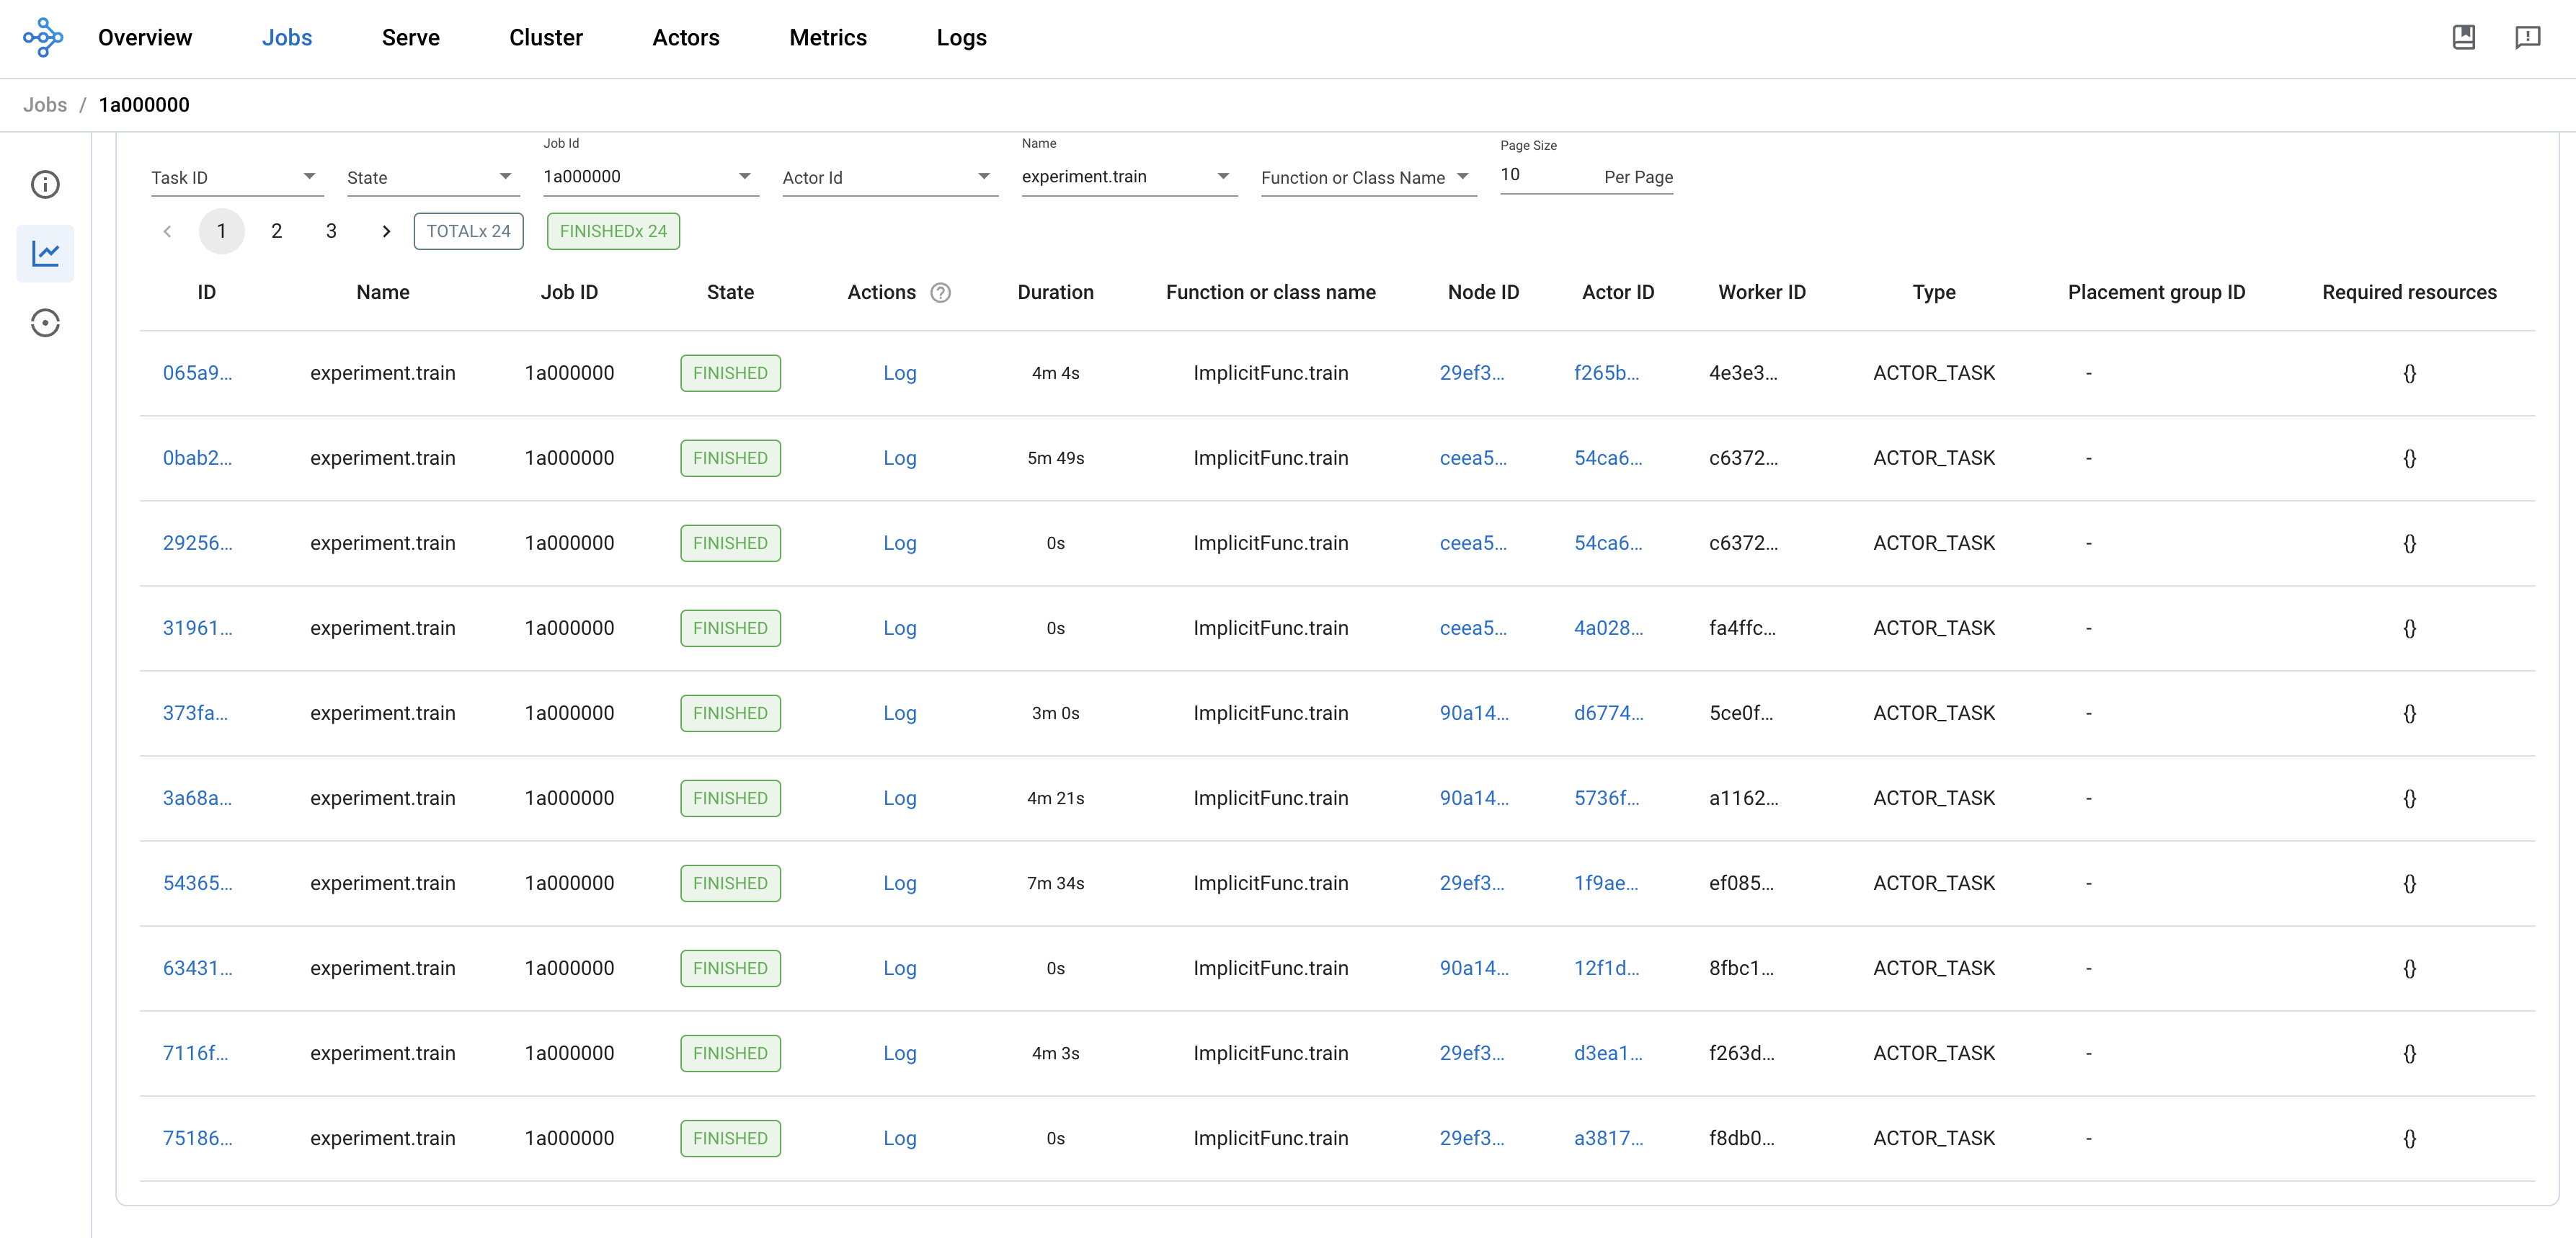 Overview Jobs Serve Cluster Actors Metrics Logs
Jobs / 1a000000
Job Id Name Page Size
Task ID State 1a000000 Actor Id experiment.train Function or Class Name 10 Per Page
1 2 3 TOTALx 24 FINISHEDx 24
ID Name Job ID State Actions Duration Function or class name Node ID Actor ID Worker ID Type Placement group ID Required resources
065a9... experiment.train 1a000000 FINISHED Log 4m 4s ImplicitFunc.train 29ef3... f265b... 4e3e3... ACTOR_TASK - {}
0bab2... experiment.train 1a000000 FINISHED Log 5m 49s ImplicitFunc.train ceea5... 54ca6... c6372... ACTOR_TASK - {}
29256... experiment.train 1a000000 FINISHED Log 0s ImplicitFunc.train ceea5... 54ca6... c6372... ACTOR_TASK - {}
31961... experiment.train 1a000000 FINISHED Log 0s ImplicitFunc.train ceea5... 4a028... fa4ffc... ACTOR_TASK - {}
373fa... experiment.train 1a000000 FINISHED Log 3m 0s ImplicitFunc.train 90a14... d6774... 5ce0f... ACTOR_TASK - {}
3a68a... experiment.train 1a000000 FINISHED Log 4m 21s ImplicitFunc.train 90a14... 5736f... a1162... ACTOR_TASK - {}
54365... experiment.train 1a000000 FINISHED Log 7m 34s ImplicitFunc.train 29ef3... 1f9ae... ef085... ACTOR_TASK - {}
63431... experiment.train 1a000000 FINISHED Log 0s ImplicitFunc.train 90a14... 12f1d... 8fbc1... ACTOR_TASK - {}
7116f... experiment.train 1a000000 FINISHED Log 4m 3s ImplicitFunc.train 29ef3... d3ea1... f263d... ACTOR_TASK - {}
75186... experiment.train 1a000000 FINISHED Log 0s ImplicitFunc.train 29ef3... a3817... f8db0... ACTOR_TASK - {}